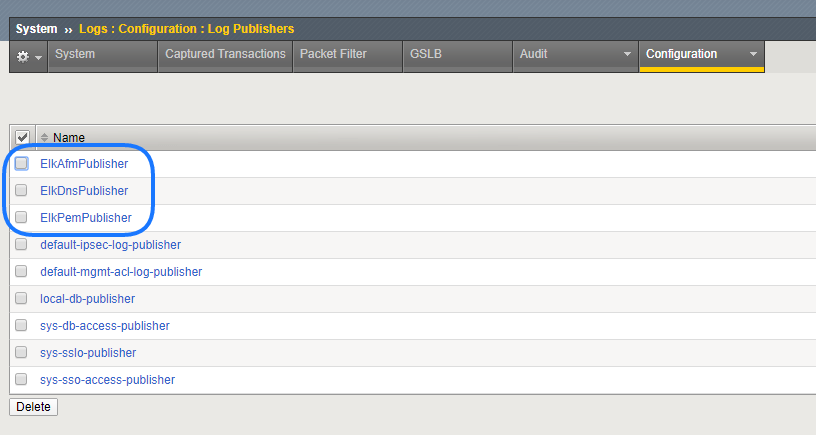 System ›› Logs : Configuration : Log Publishers
System Captured Transactions Packet Filter GSLB Audit Configuration
Name
ElkAfmPublisher
ElkDnsPublisher
ElkPemPublisher
default-ipsec-log-publisher
default-mgmt-acl-log-publisher
local-db-publisher
sys-db-access-publisher
sys-sslo-publisher
sys-sso-access-publisher
Delete